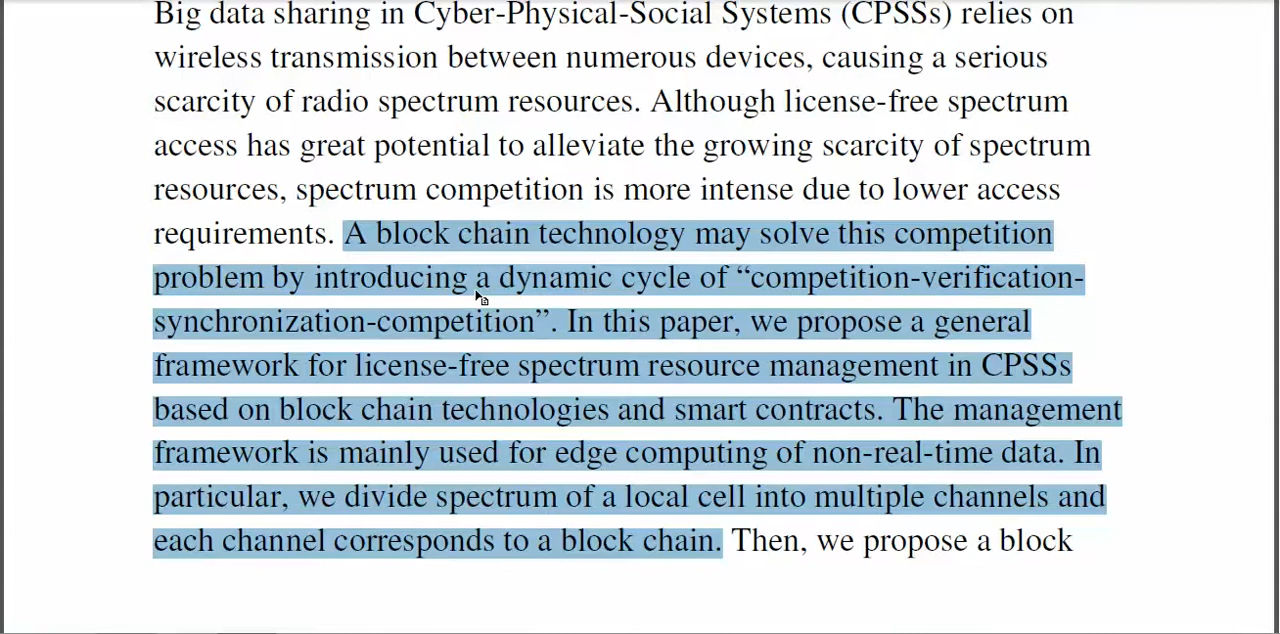 Big data sharing in Cyber-Physical-Social Systems (CPSSs) relies on
wireless transmission between numerous devices, causing a serious
scarcity of radio spectrum resources. Although license-free spectrum
access has great potential to alleviate the growing scarcity of spectrum
resources, spectrum competition is more intense due to lower access
requirements. A block chain technology may solve this competition
problem by introducing a dynamic cycle of “competition-verification-
synchronization-competition”. In this paper, we propose a general
framework for license-free spectrum resource management in CPSSs
based on block chain technologies and smart contracts. The management
framework is mainly used for edge computing of non-real-time data. In
particular, we divide spectrum of a local cell into multiple channels and
each channel corresponds to a block chain. Then, we propose a block